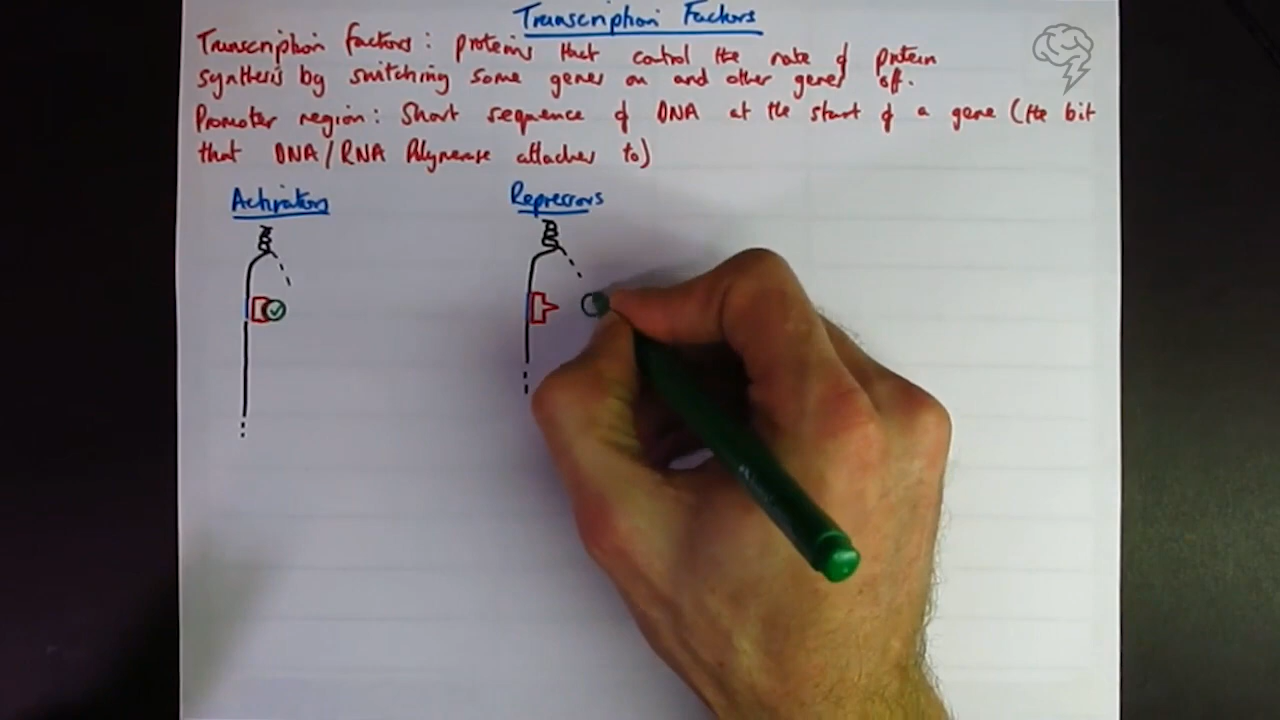 Transcription Factors
Transcription factors: proteins that control the rate of protein
synthesis by switching some genes on and other genes off.
Promoter region: Short sequence of DNA at the start of a gene (the bit
that DNA/RNA Polymerase attaches to)
Activators Repressors